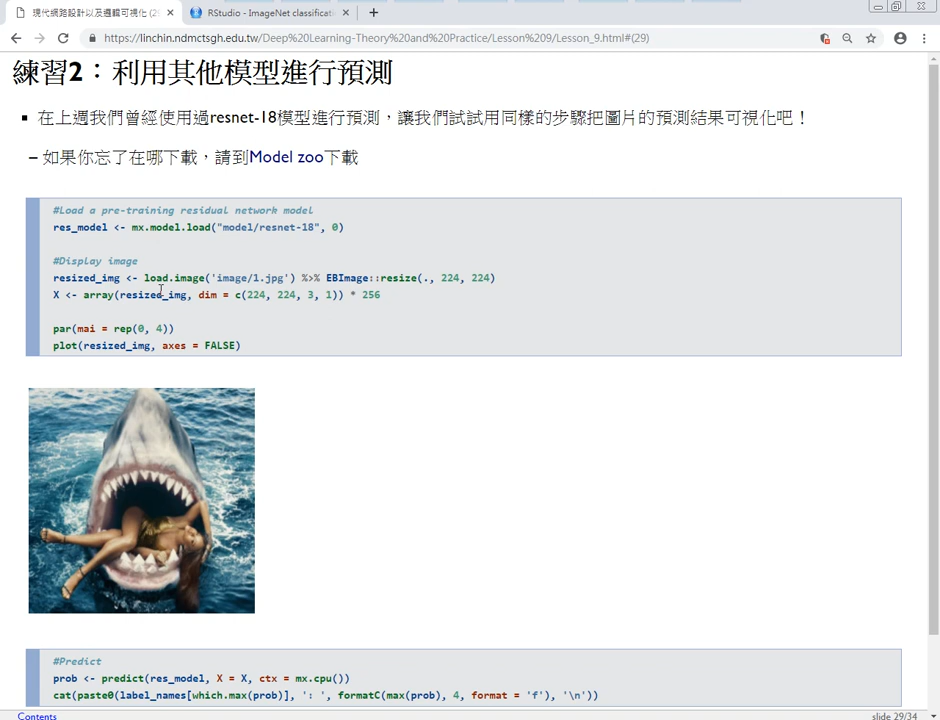 現代網路設計以及邏輯可視化 (29
RStudio - ImageNet classificati
https://linchin.ndmctsgh.edu.tw/Deep%20Learning-Theory%20and%20Practice/Lesson%209/Lesson_9.html#(29)
練習2：利用其他模型進行預測
在上週我們曾經使用過resnet-18模型進行預測，讓我們試試用同樣的步驟把圖片的預測結果可視化吧！
– 如果你忘了在哪下載，請到Model zoo下載
#Load a pre-training residual network model
res_model <- mx.model.load("model/resnet-18", 0)
#Display image
resized_img <- load.image('image/1.jpg') %>% EBImage::resize(., 224, 224)
X <- array(resized_img, dim = c(224, 224, 3, 1)) * 256
par(mai = rep(0, 4))
plot(resized_img, axes = FALSE)
#Predict
prob <- predict(res_model, X = X, ctx = mx.cpu())
cat(paste0(label_names[which.max(prob)], ': ', formatC(max(prob), 4, format = 'f'), '\n'))
Contents
slide 29/34